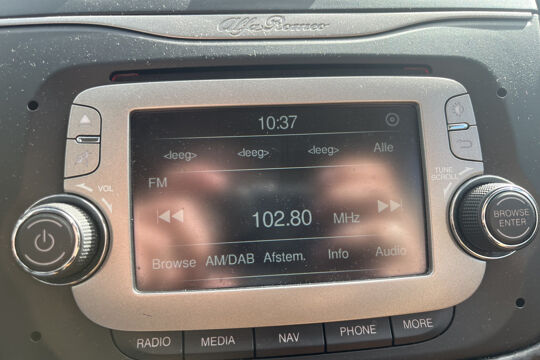 Alfa Romeo
10:37
<leeg> <leeg> <leeg> Alle
FM
VOL
TUNE
SCROLL
102.80 MHz
BROWSE
ENTER
Browse AM/DAB Afstem. Info Audio
RADIO MEDIA NAV PHONE MORE